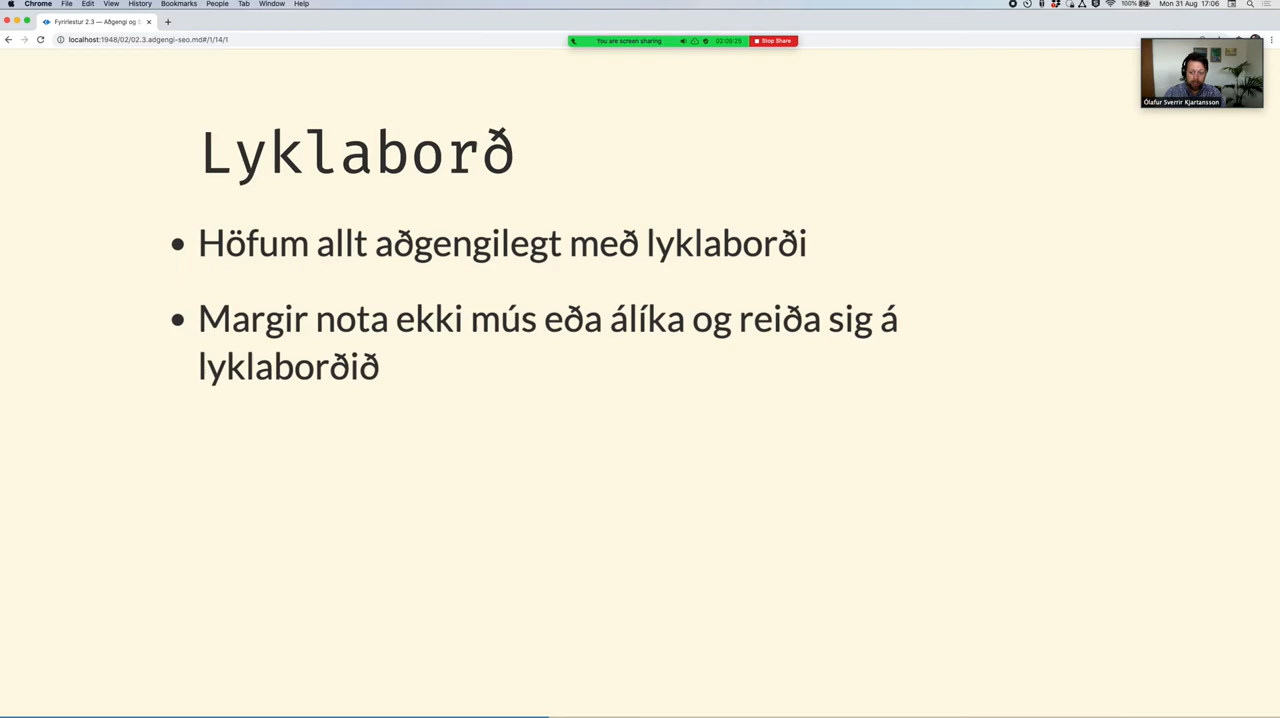 Chrome File Edit View History Bookmarks People Tab Window Help
100% Mon 31 Aug 17:06
Fyrirlestur 2.3 — Aðgengi og S
localhost:1948/02/02.3.adgengi-seo.md#/1/14/1
You are screen sharing
Stop Share
Ólafur Sverrir Kjartansson
Lyklaborð
Höfum allt aðgengilegt með lyklaborði
Margir nota ekki mús eða álíka og reiða sig á
lyklaborðið